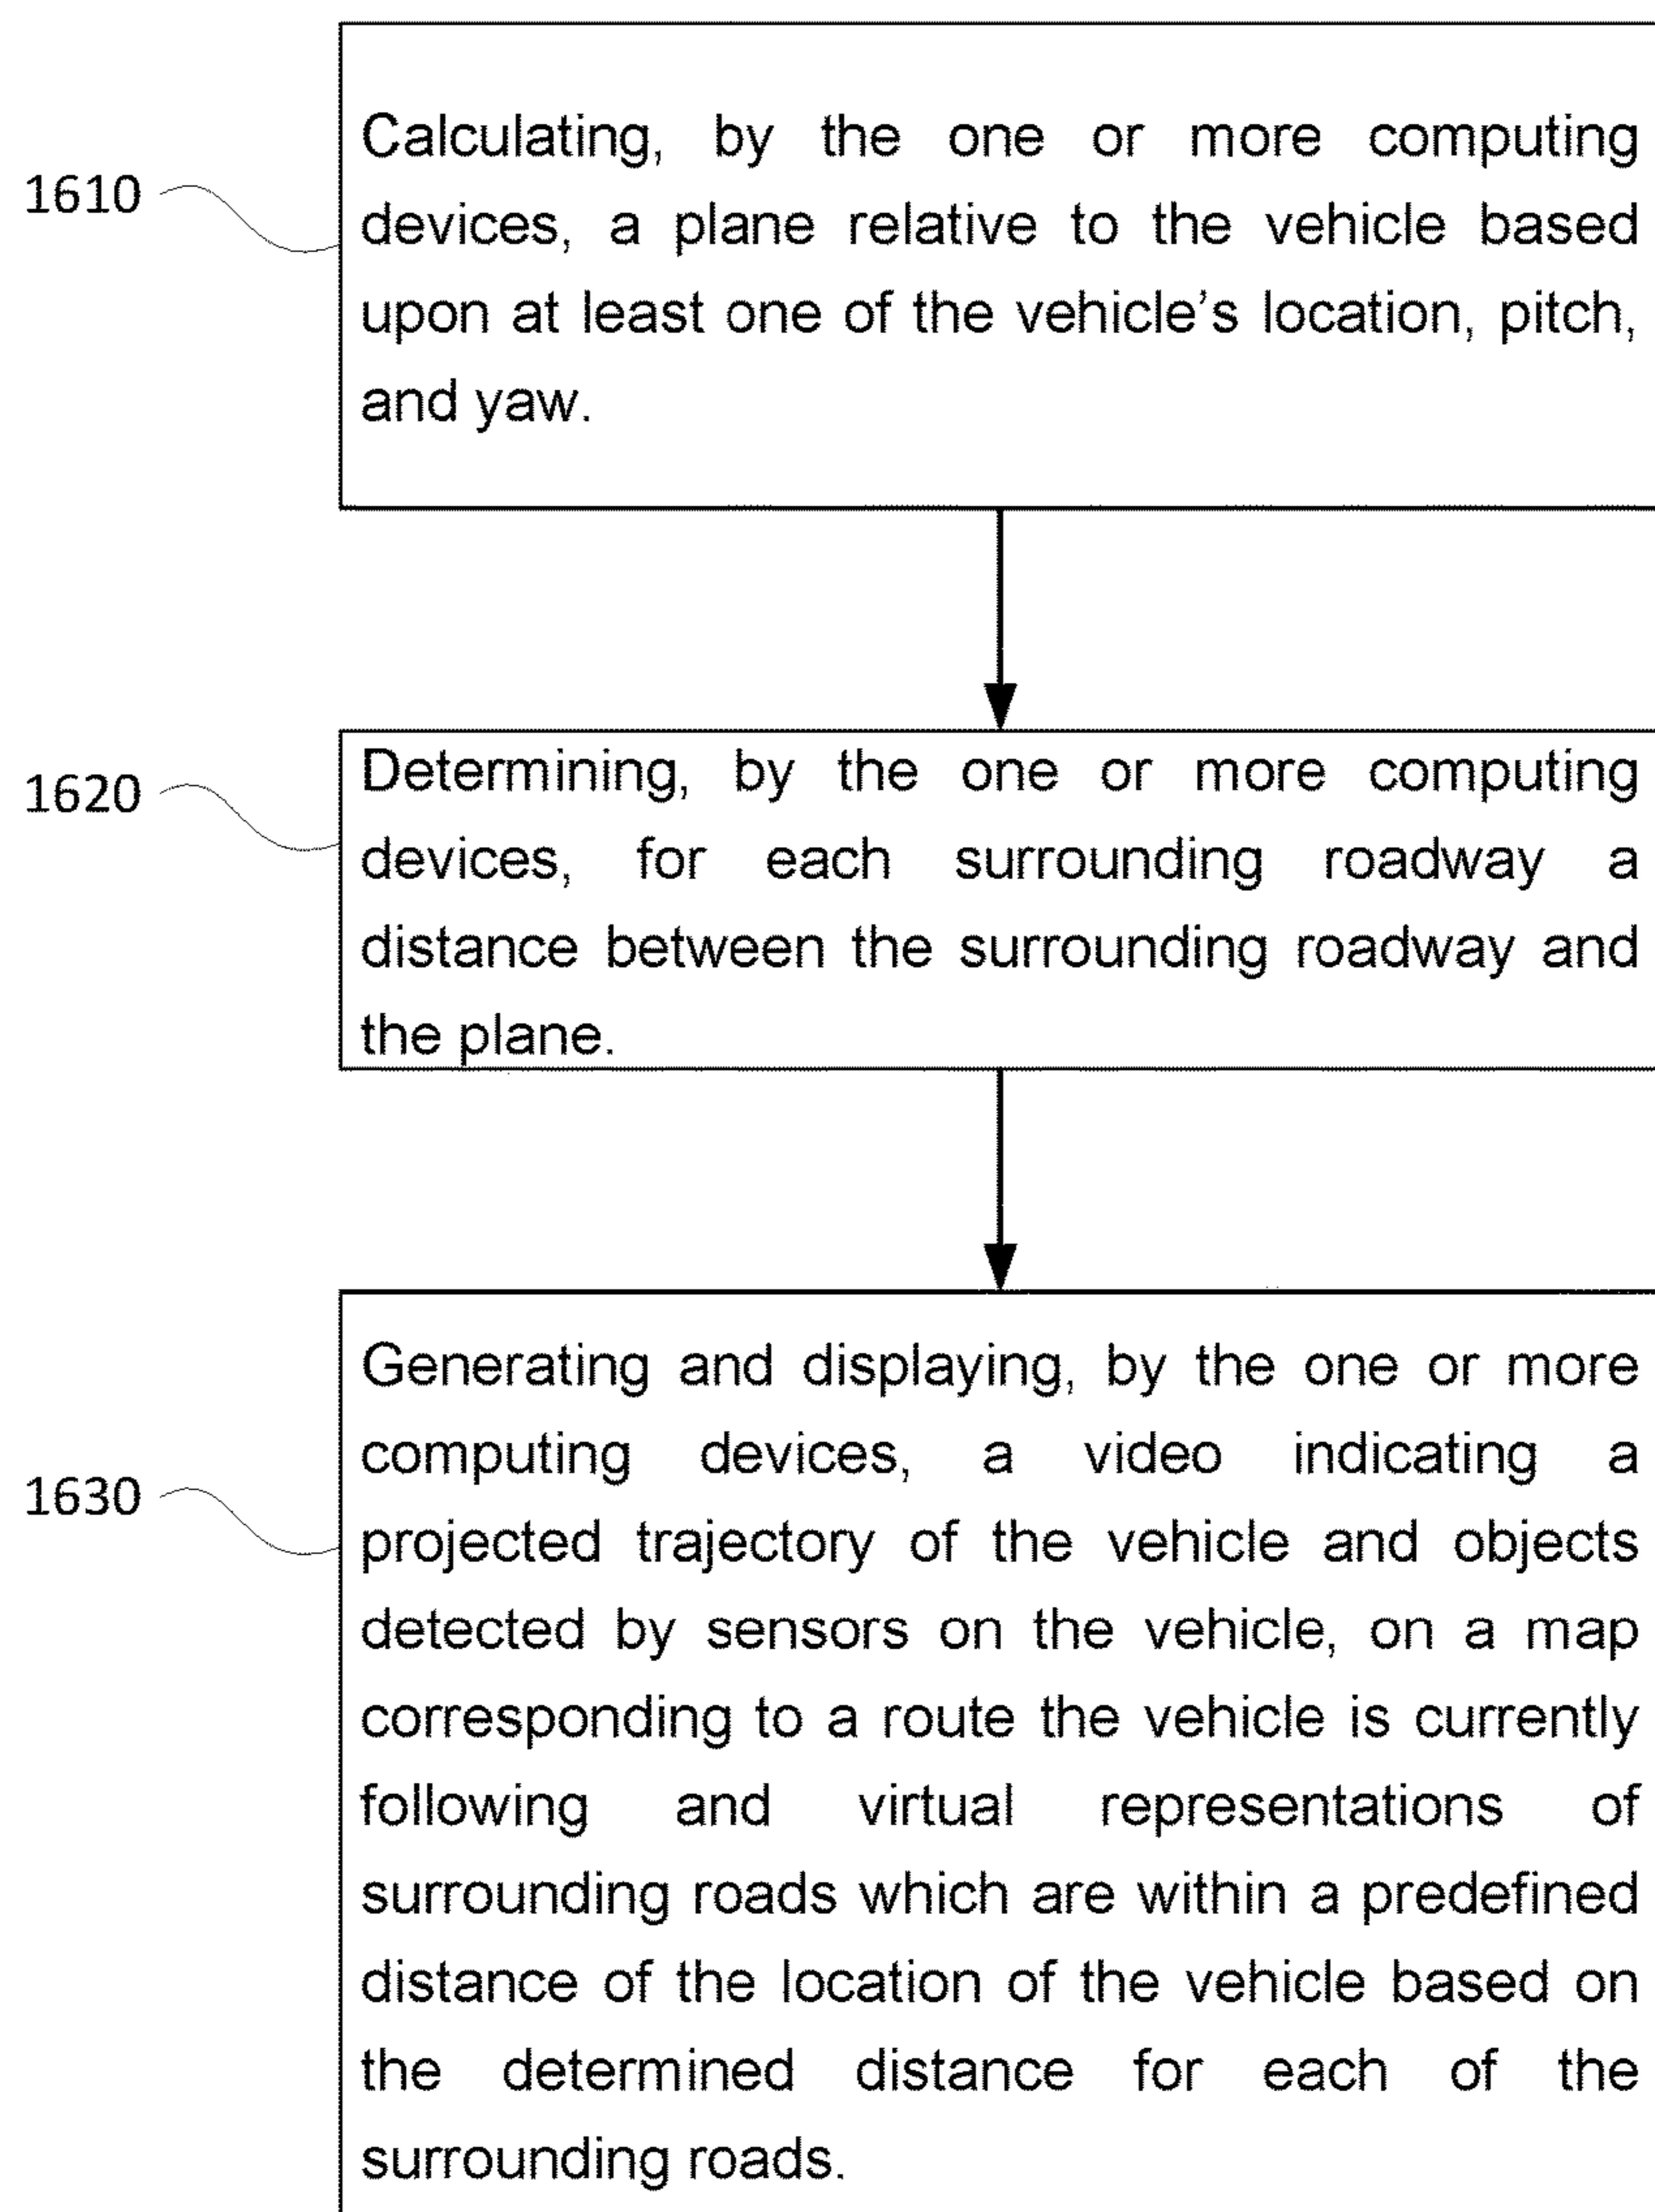 1610
Calculating, by the one or more computing
devices, a plane relative to the vehicle based
upon at least one of the vehicle's location, pitch,
and yaw.
1620
Determining, by the one or more computing
devices, for each surrounding roadway a
distance between the surrounding roadway and
the plane.
1630
Generating and displaying, by the one or more
computing devices, a video indicating a
projected trajectory of the vehicle and objects
detected by sensors on the vehicle, on a map
corresponding to a route the vehicle is currently
following and virtual representations of
surrounding roads which are within a predefined
distance of the location of the vehicle based on
the determined distance for each of the
surrounding roads.